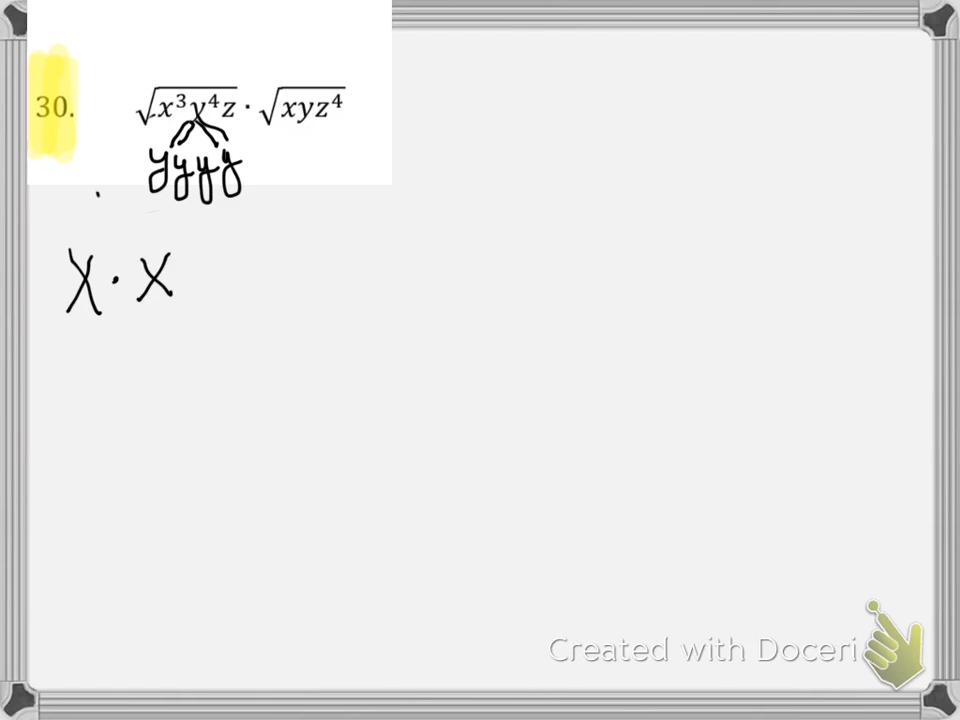 30. √x³y⁴z · √xyz⁴
yyyy
X · X
Created with Doceri